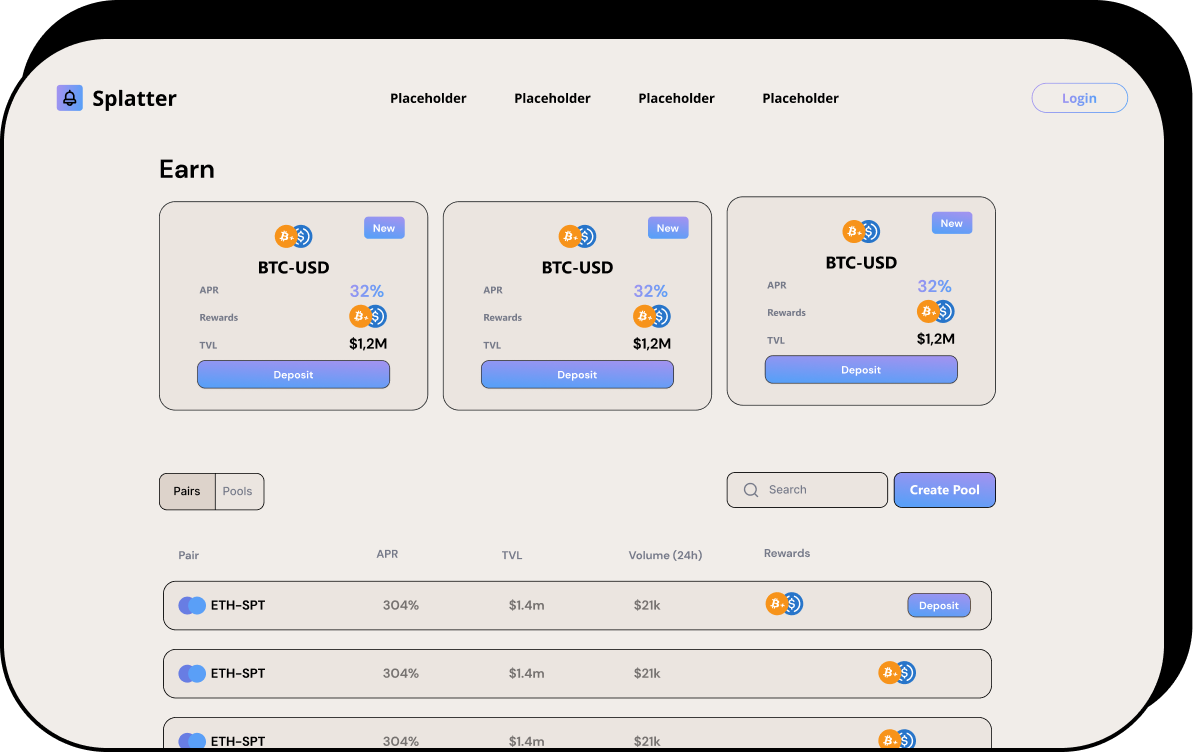 Splatter
Placeholder Placeholder Placeholder Placeholder
Login
Earn
New
BTC-USD
APR 32%
Rewards
TVL $1,2M
Deposit
New
BTC-USD
APR 32%
Rewards
TVL $1,2M
Deposit
New
BTC-USD
APR 32%
Rewards
TVL $1,2M
Deposit
Pairs Pools
Search
Create Pool
Pair APR TVL Volume (24h) Rewards
ETH-SPT 304% $1.4m $21k Deposit
ETH-SPT 304% $1.4m $21k
ETH-SPT 304% $1.4m $21k